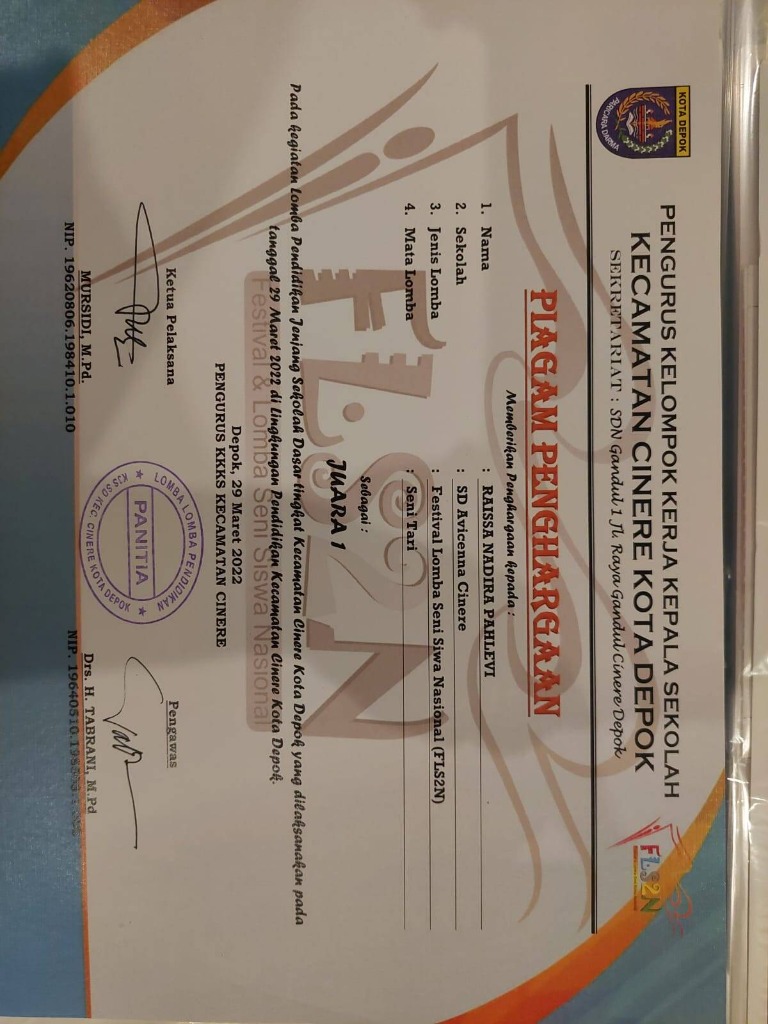 KOTA DEPOK
PARICARA DARMA
PENGURUS KELOMPOK KERJA KEPALA SEKOLAH
KECAMATAN CINERE KOTA DEPOK
SEKRETARIAT : SDN Gandul 1 Jl. Raya Gandul Cinere Depok
FLS2N
PIAGAM PENGHARGAAN
Memberikan Penghargaan kepada :
1. Nama : RAISSA NADIRA PAHLEVI
2. Sekolah : SD Avicenna Cinere
3. Jenis Lomba : Festival Lomba Seni Siwa Nasional (FLS2N)
4. Mata Lomba : Seni Tari
Sebagai :
JUARA 1
FLS2N
Festival & Lomba Seni Siswa Nasional
Pada kegiatan Lomba Pendidikan Jenjang Sekolah Dasar tingkat Kecamatan Cinere Kota Depok yang dilaksanakan pada
tanggal 29 Maret 2022 di Lingkungan Pendidikan Kecamatan Cinere Kota Depok.
Depok, 29 Maret 2022
PENGURUS KKKS KECAMATAN CINERE
Ketua Pelaksana
Pengawas
LOMBA LOMBA PENDIDIKAN
PANITIA
KEC. CINERE KOTA DEPOK
MURSIDI, M.Pd.
NIP. 19620806.198410.1.010
Drs. H. TABRANI, M.Pd
NIP. 19640510.198